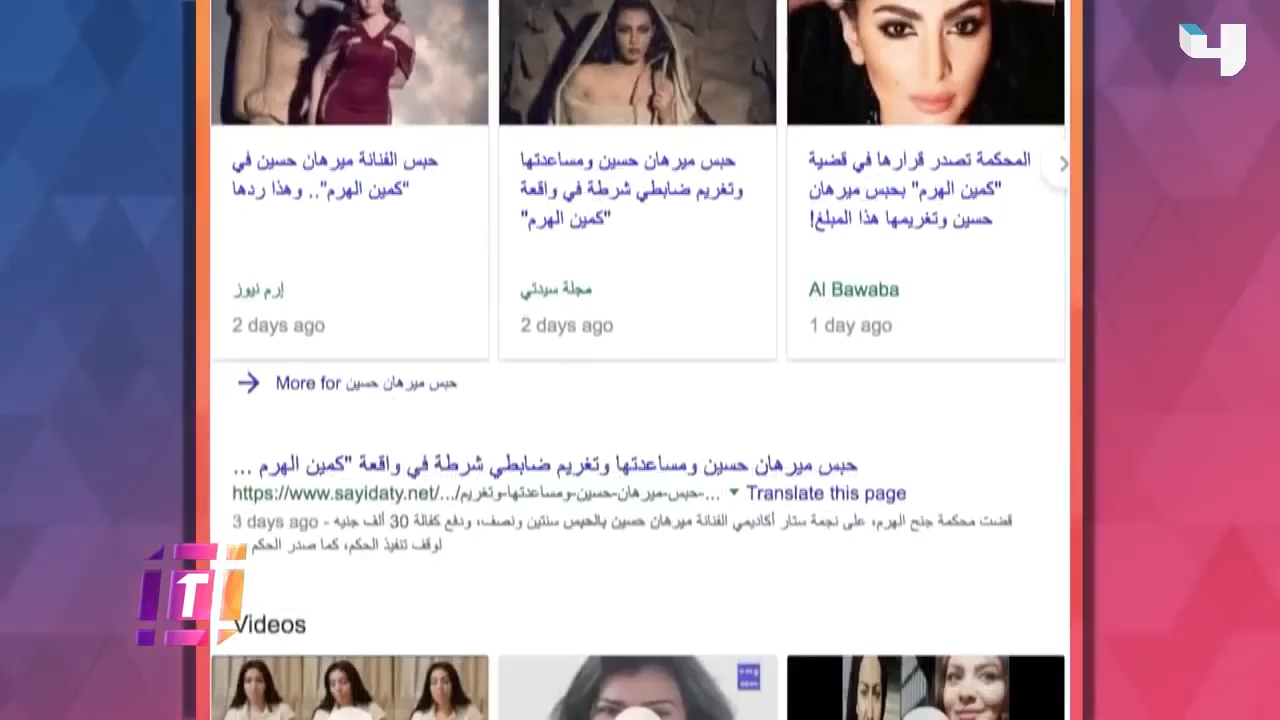 حبس الفنانة ميرهان حسين في
"كمين الهرم".. وهذا ردها
إرم نيوز
2 days ago
حبس ميرهان حسين ومساعدتها
وتغريم ضابطي شرطة في واقعة
"كمين الهرم"
مجلة سيدتي
2 days ago
المحكمة تصدر قرارها في قضية
"كمين الهرم" بحبس ميرهان
حسين وتغريمها هذا المبلغ!
Al Bawaba
1 day ago
More for حبس ميرهان حسين
حبس ميرهان حسين ومساعدتها وتغريم ضابطي شرطة في واقعة "كمين الهرم ...
https://www.sayidaty.net/.../حبس-ميرهان-حسين-ومساعدتها-وتغريم-... Translate this page
3 days ago - قضت محكمة جنح الهرم، على نجمة ستار أكاديمي الفنانة ميرهان حسين بالحبس سنتين ونصف، ودفع كفالة 30 ألف جنيه
لوقف تنفيذ الحكم، كما صدر الحكم
Videos